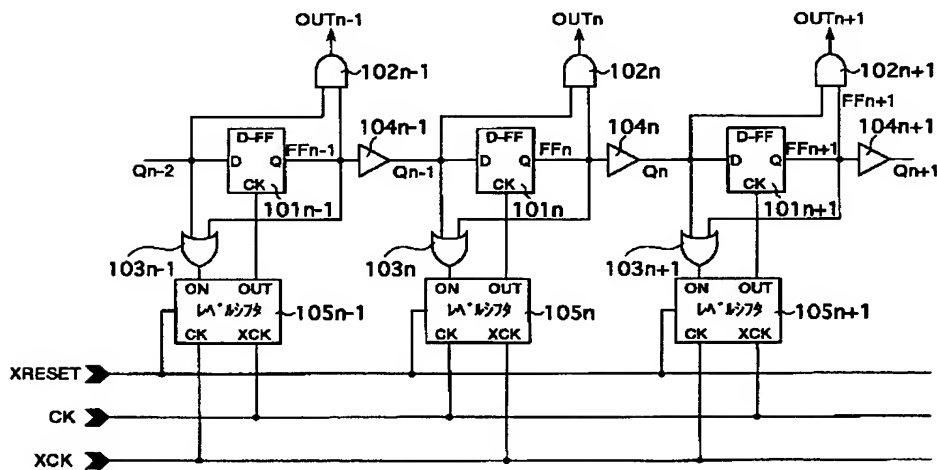 OUTn-1 OUTn OUTn+1
102n-1 102n 102n+1
FFn+1
D-FF 104n-1 D-FF 104n D-FF 104n+1
Qn-2 D Q FFn-1 Qn-1 D Q FFn Qn D Q FFn+1 Qn+1
CK CK CK
101n-1 101n 101n+1
103n-1 103n 103n+1
ON OUT ON OUT ON OUT
レベルシフタ 105n-1 レベルシフタ 105n レベルシフタ 105n+1
CK XCK CK XCK CK XCK
XRESET
CK
XCK